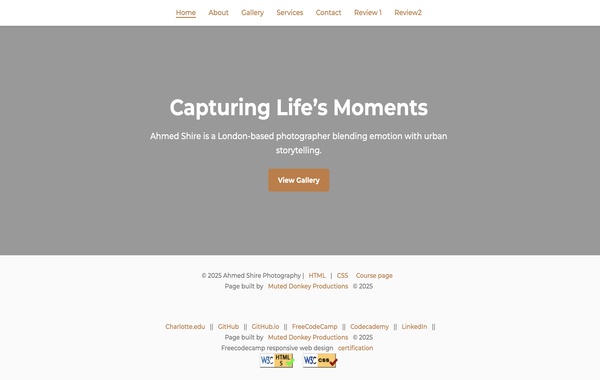 Home About Gallery Services Contact Review 1 Review2
Capturing Life's Moments
Ahmed Shire is a London-based photographer blending emotion with urban
storytelling.
View Gallery
© 2025 Ahmed Shire Photography | HTML | CSS Course page
Page built by Muted Donkey Productions © 2025
Charlotte.edu || GitHub || GitHub.io || FreeCodeCamp || Codecademy || LinkedIn ||
Page built by Muted Donkey Productions © 2025
Freecodecamp responsive web design certification
W3C HTML 5 W3C css